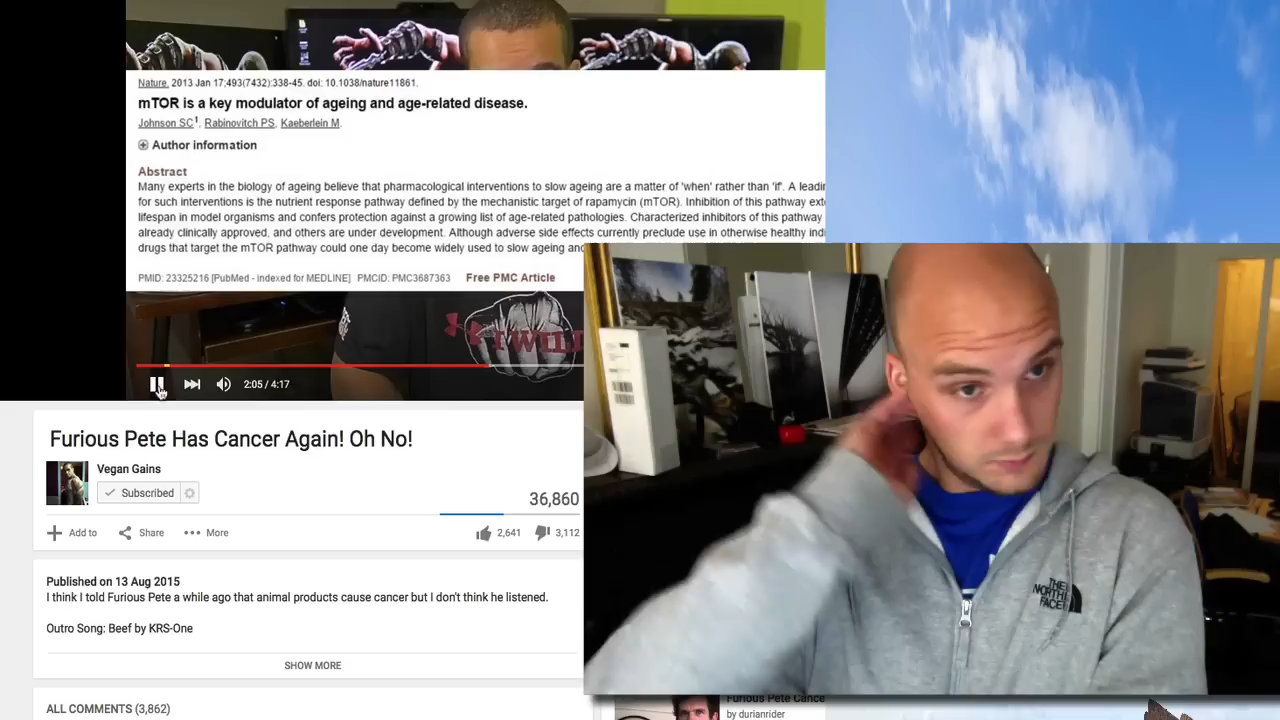 Nature. 2013 Jan 17;493(7432):338-45. doi: 10.1038/nature11861.
mTOR is a key modulator of ageing and age-related disease.
Johnson SC1, Rabinovitch PS, Kaeberlein M.
Author information
Abstract
Many experts in the biology of ageing believe that pharmacological interventions to slow ageing are a matter of 'when' rather than 'if'. A
for such interventions is the nutrient response pathway defined by the mechanistic target of rapamycin (mTOR). Inhibition of this pathway
lifespan in model organisms and confers protection against a growing list of age-related pathologies. Characterized inhibitors of this pathway
already clinically approved, and others are under development. Although adverse side effects currently preclude use in otherwise healthy
drugs that target the mTOR pathway could one day become widely used to slow ageing
PMID: 23325216 [PubMed - indexed for MEDLINE] PMCID: PMC3687363 Free PMC Article
I WILL
2:05 / 4:17
Furious Pete Has Cancer Again! Oh No!
Vegan Gains
Subscribed
36,860
Add to Share More 2,641 3,112
Published on 13 Aug 2015
I think I told Furious Pete a while ago that animal products cause cancer but I don't think he listened.
Outro Song: Beef by KRS-One
SHOW MORE
ALL COMMENTS (3,862)
THE
NORTH
FACE
Furious Pete Cance
by durianrider